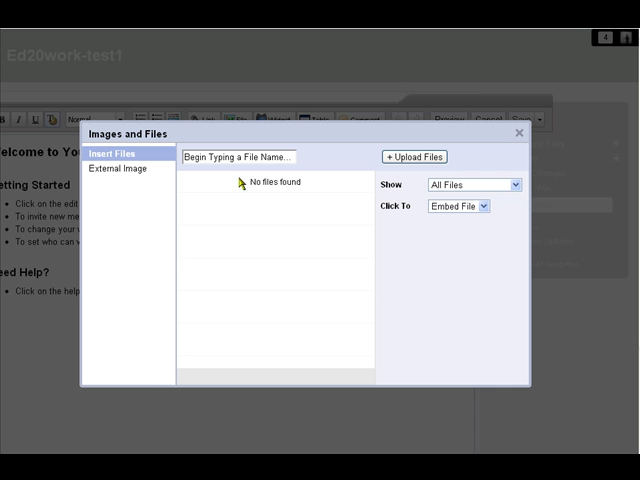 4
Ed20work-test1
B I U
Normal
Link
File
Widget
Table
Comment
Preview
Cancel
Save
Images and Files
Insert Files
External Image
Begin Typing a File Name...
+ Upload Files
No files found
Show
All Files
Click To
Embed File
elcome to You
etting Started
Click on the edit
To invite new me
To change your w
To set who can v
eed Help?
Click on the help